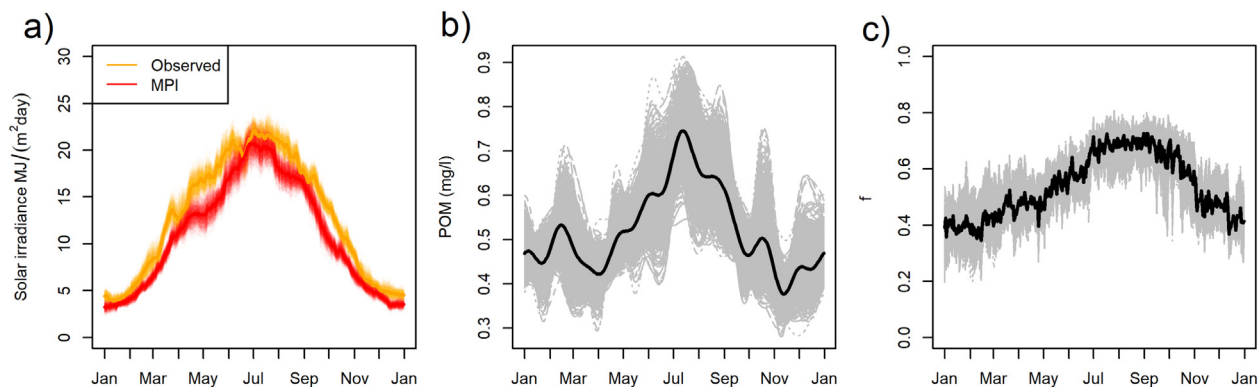 a)
Solar irradiance MJ/(m²day)
30
25
20
15
10
5
0
Observed
MPI
Jan Mar May Jul Sep Nov Jan
b)
POM (mg/l)
0.9
0.8
0.7
0.6
0.5
0.4
0.3
Jan Mar May Jul Sep Nov Jan
c)
f
1.0
0.8
0.6
0.4
0.2
0.0
Jan Mar May Jul Sep Nov Jan